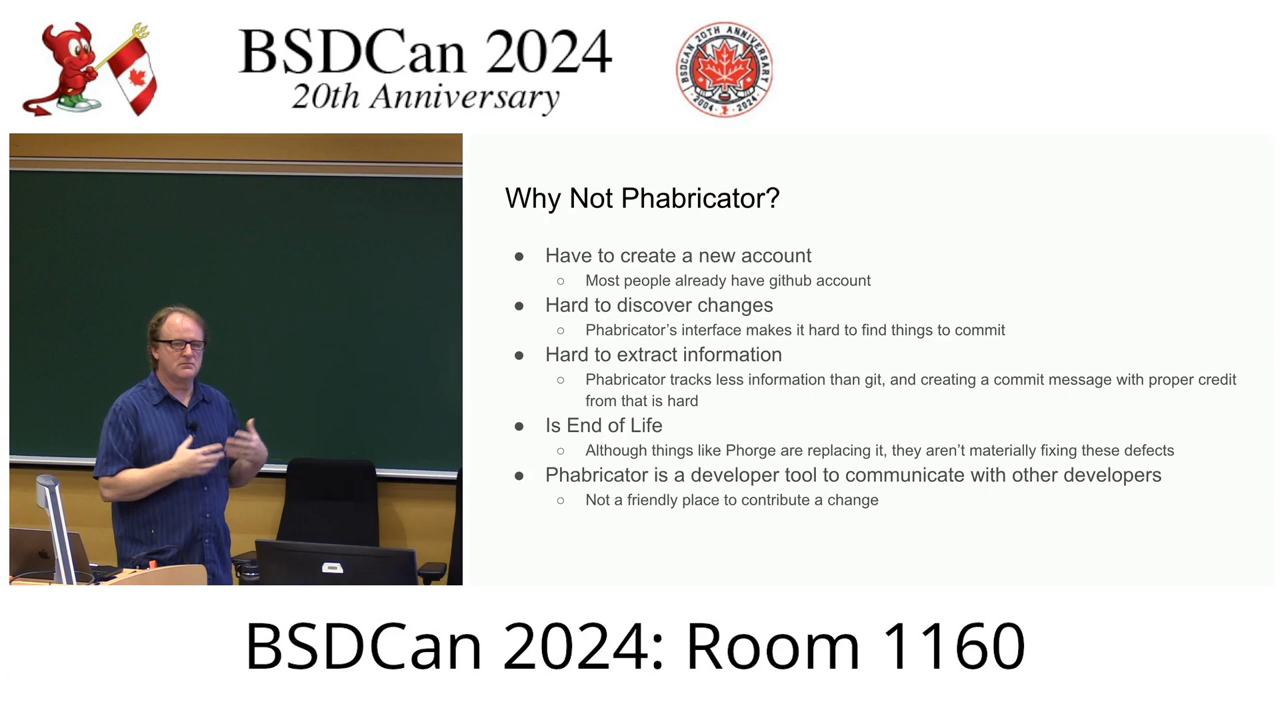 BSDCan 2024
20th Anniversary
BSDCAN 20TH ANNIVERSARY
2004 2024
Why Not Phabricator?
● Have to create a new account
○ Most people already have github account
● Hard to discover changes
○ Phabricator's interface makes it hard to find things to commit
● Hard to extract information
○ Phabricator tracks less information than git, and creating a commit message with proper credit
from that is hard
● Is End of Life
○ Although things like Phorge are replacing it, they aren't materially fixing these defects
● Phabricator is a developer tool to communicate with other developers
○ Not a friendly place to contribute a change
BSDCan 2024: Room 1160